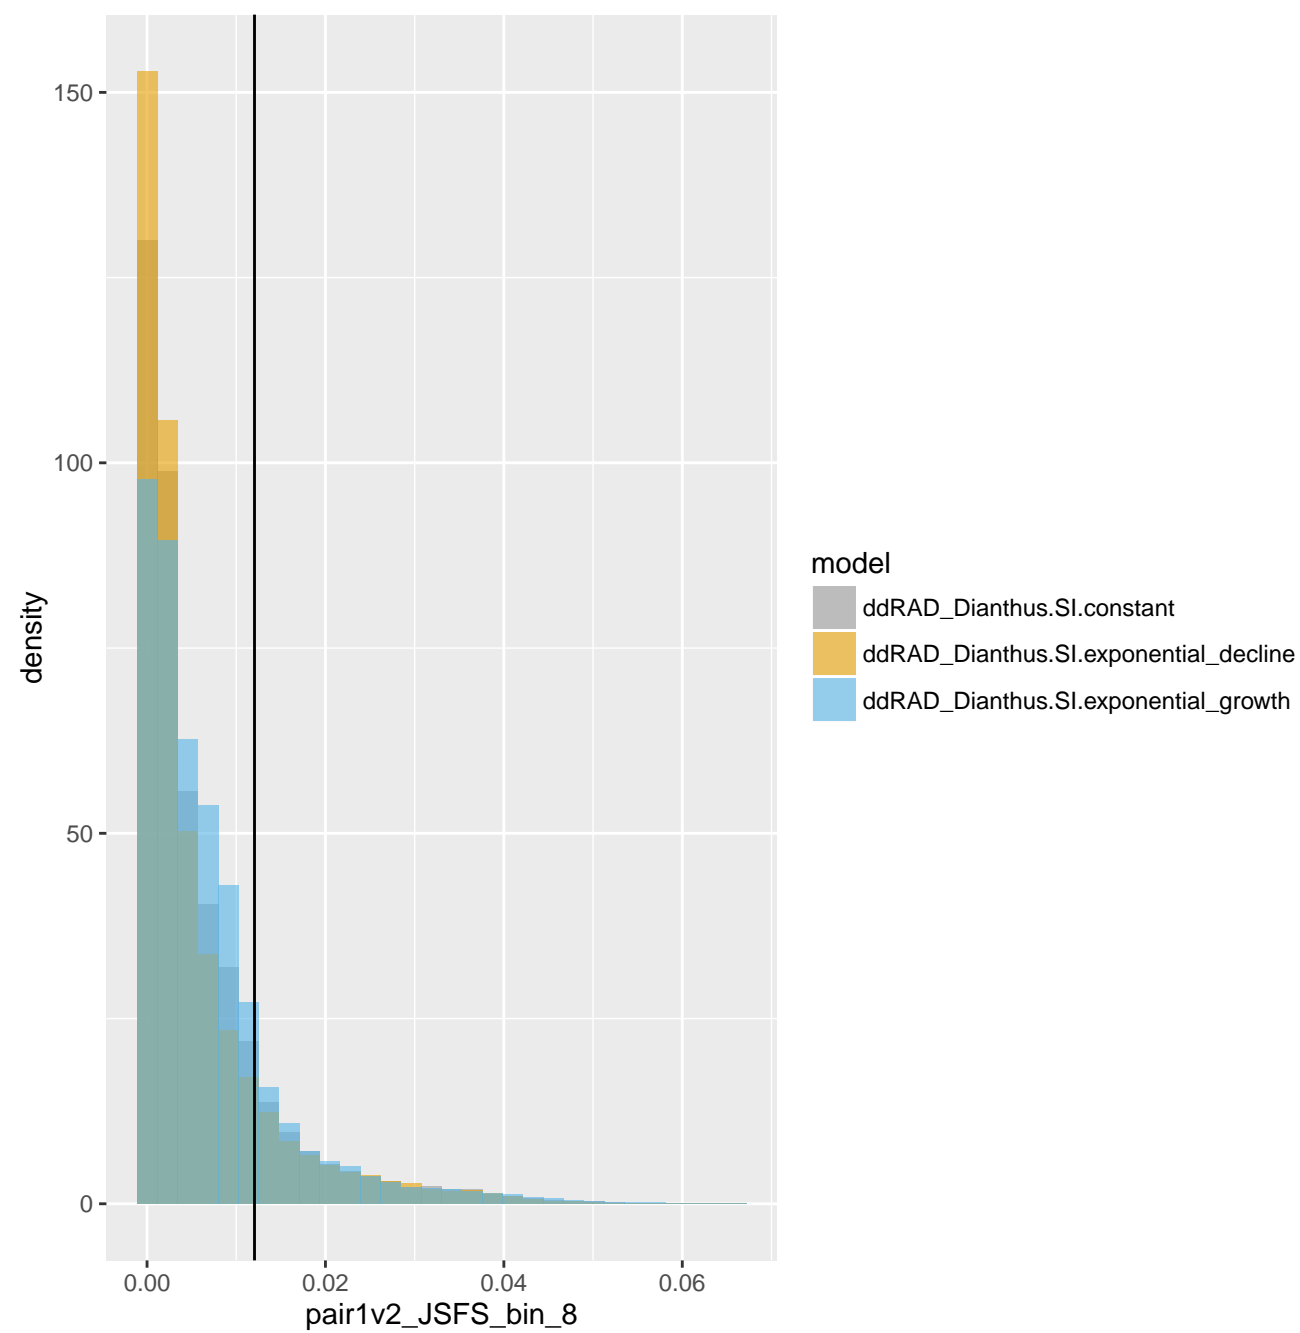 150
100
50
0
density
0.00
0.02
0.04
0.06
pair1v2_JSFS_bin_8
model
ddRAD_Dianthus.SI.constant
ddRAD_Dianthus.SI.exponential_decline
ddRAD_Dianthus.SI.exponential_growth